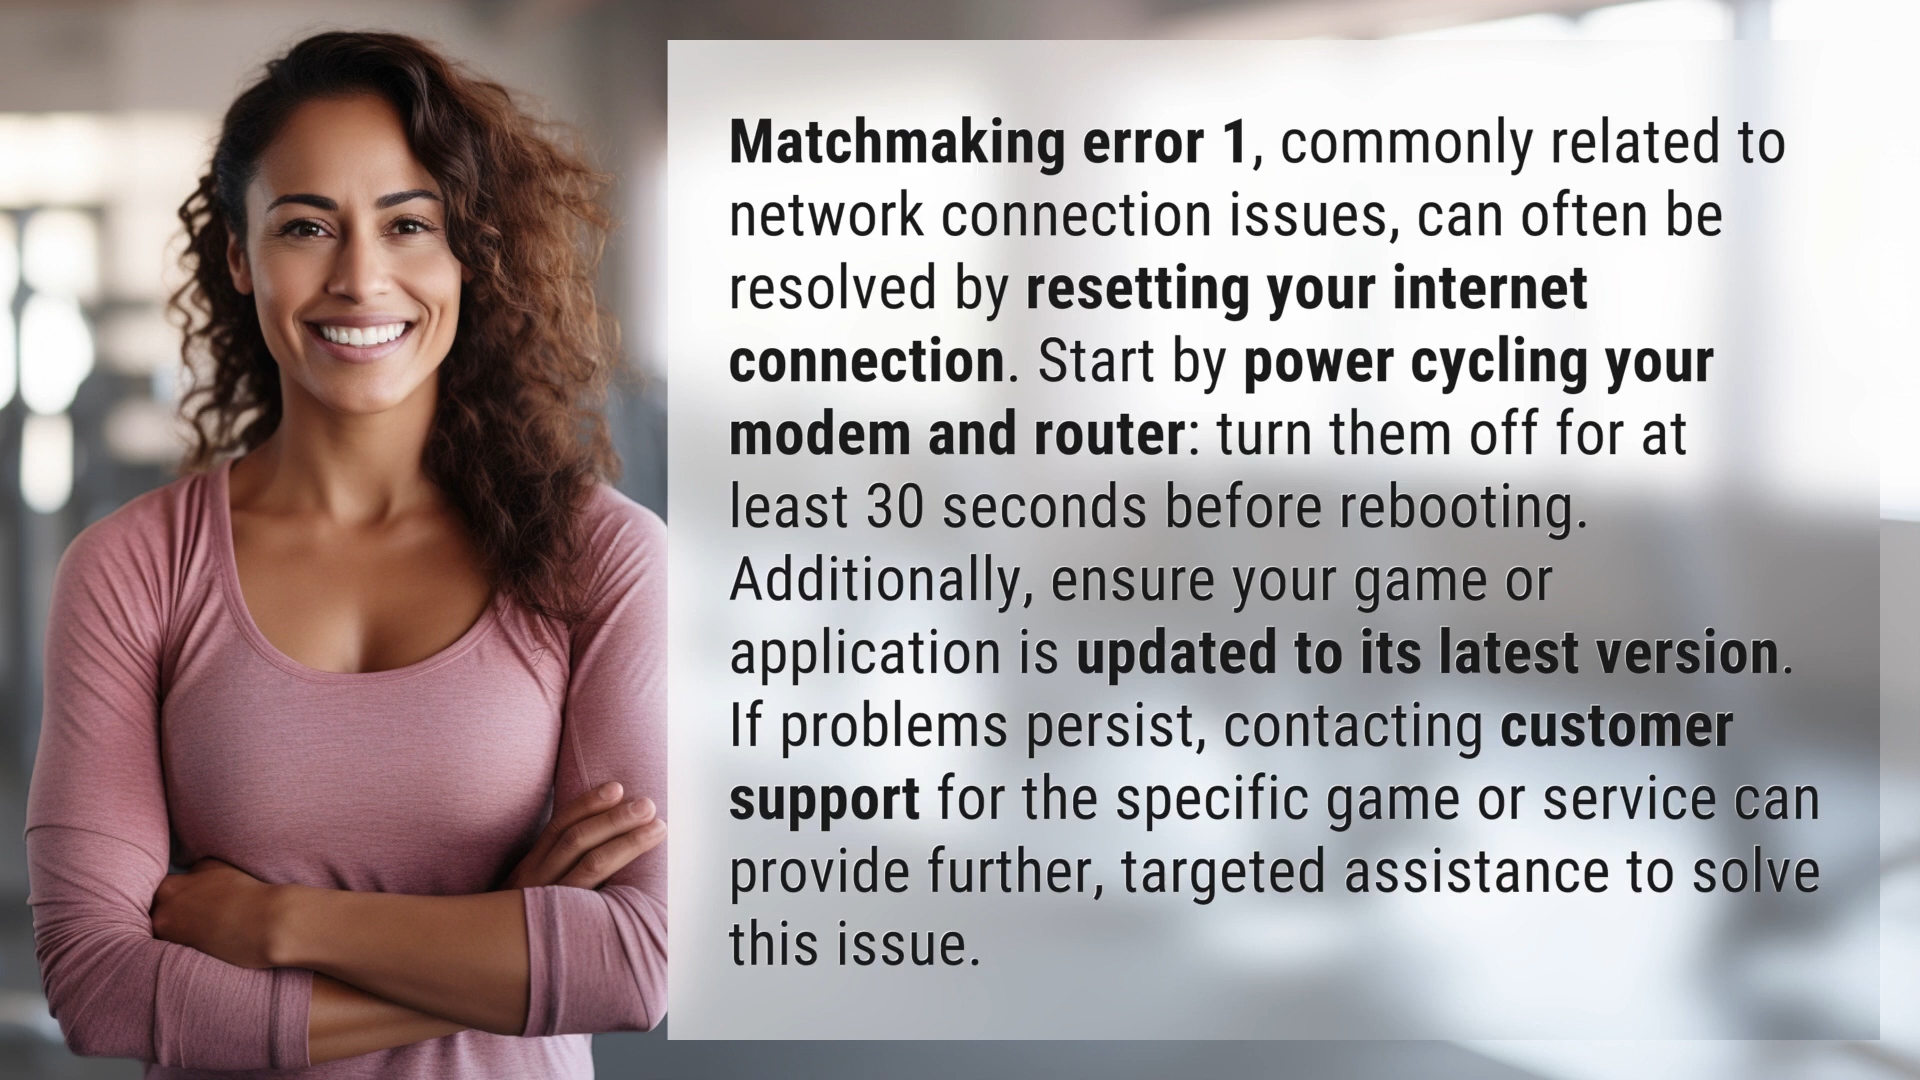 Matchmaking error 1, commonly related to
network connection issues, can often be
resolved by resetting your internet
connection. Start by power cycling your
modem and router: turn them off for at
least 30 seconds before rebooting.
Additionally, ensure your game or
application is updated to its latest version.
If problems persist, contacting customer
support for the specific game or service can
provide further, targeted assistance to solve
this issue.